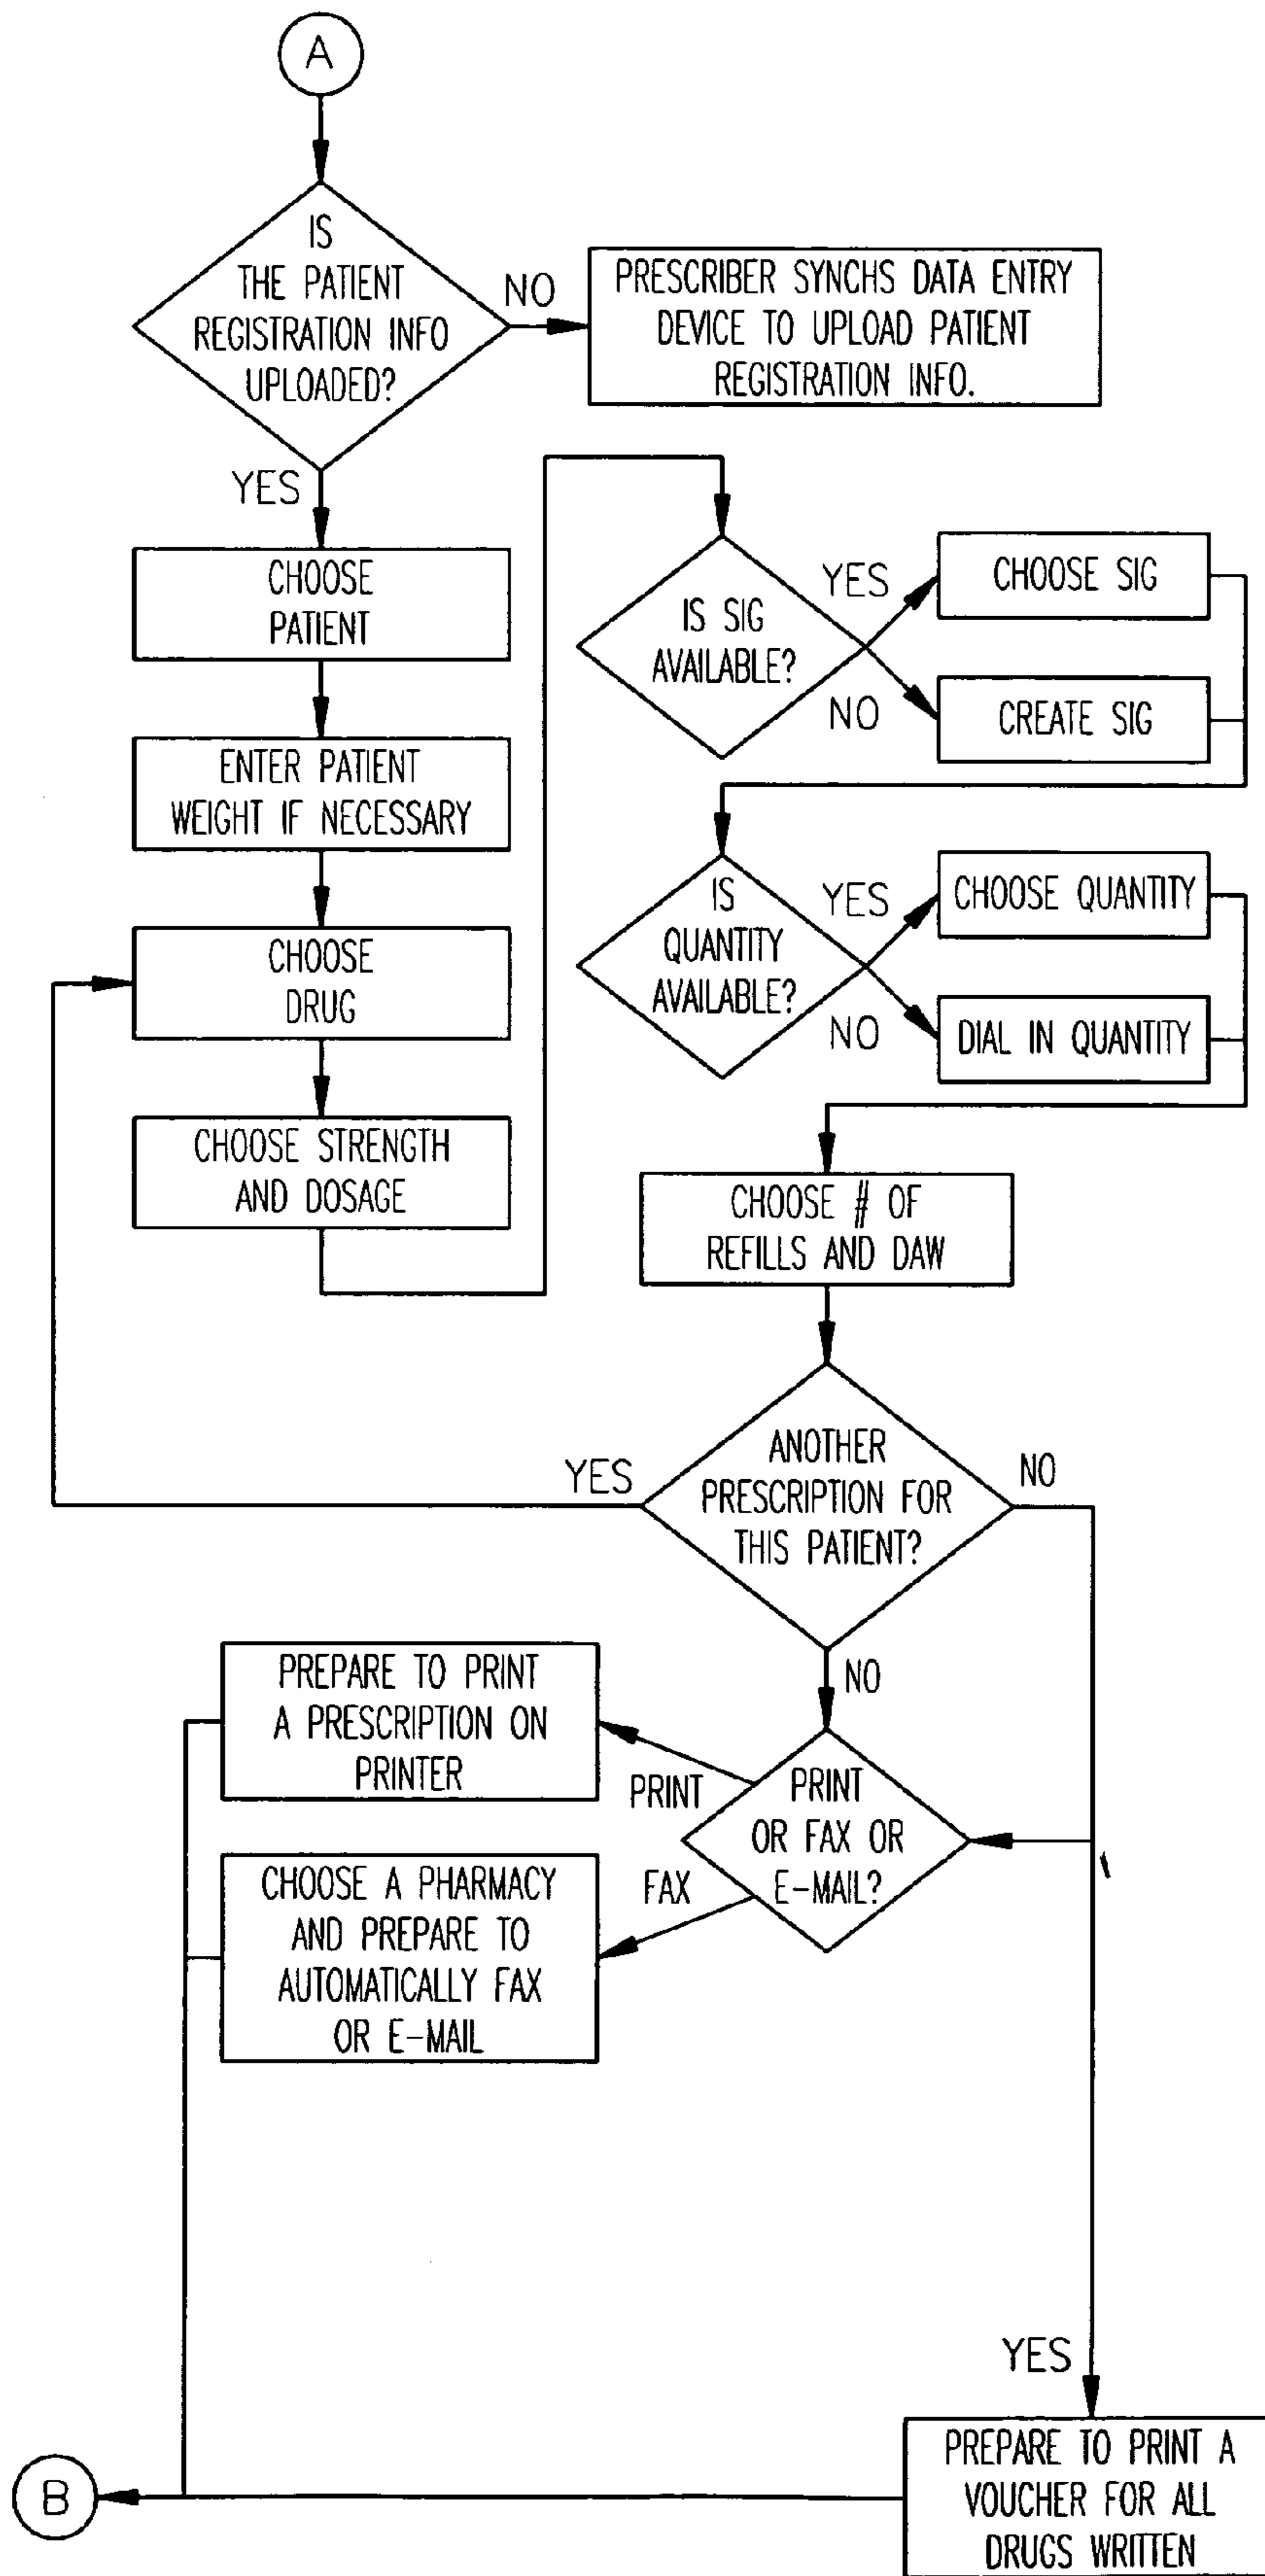 A
IS
THE PATIENT
REGISTRATION INFO
UPLOADED?
NO
PRESCRIBER SYNCHS DATA ENTRY
DEVICE TO UPLOAD PATIENT
REGISTRATION INFO.
YES
CHOOSE
PATIENT
ENTER PATIENT
WEIGHT IF NECESSARY
CHOOSE
DRUG
CHOOSE STRENGTH
AND DOSAGE
IS SIG
AVAILABLE?
YES
CHOOSE SIG
NO
CREATE SIG
IS
QUANTITY
AVAILABLE?
YES
CHOOSE QUANTITY
NO
DIAL IN QUANTITY
CHOOSE # OF
REFILLS AND DAW
ANOTHER
PRESCRIPTION FOR
THIS PATIENT?
YES
NO
NO
PRINT
OR FAX OR
E-MAIL?
PRINT
PREPARE TO PRINT
A PRESCRIPTION ON
PRINTER
FAX
CHOOSE A PHARMACY
AND PREPARE TO
AUTOMATICALLY FAX
OR E-MAIL
YES
PREPARE TO PRINT A
VOUCHER FOR ALL
DRUGS WRITTEN
B